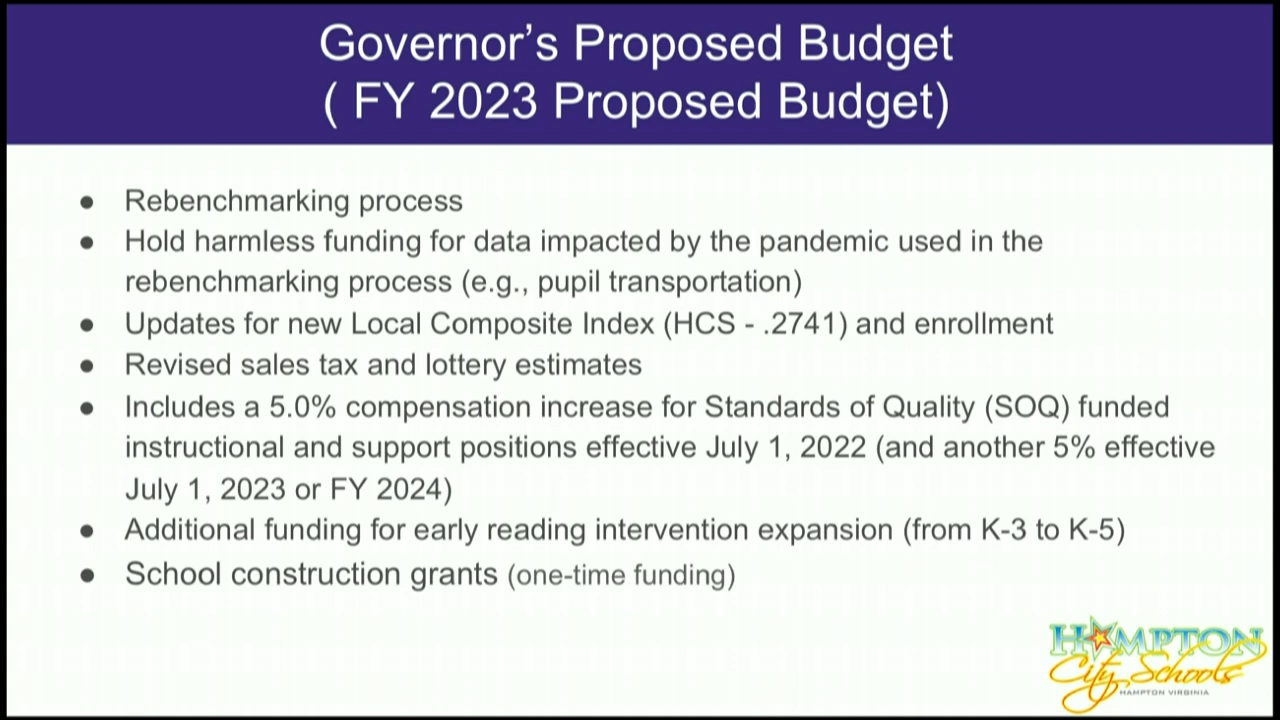 Governor's Proposed Budget
( FY 2023 Proposed Budget)
● Rebenchmarking process
● Hold harmless funding for data impacted by the pandemic used in the
rebenchmarking process (e.g., pupil transportation)
● Updates for new Local Composite Index (HCS - .2741) and enrollment
● Revised sales tax and lottery estimates
● Includes a 5.0% compensation increase for Standards of Quality (SOQ) funded
instructional and support positions effective July 1, 2022 (and another 5% effective
July 1, 2023 or FY 2024)
● Additional funding for early reading intervention expansion (from K-3 to K-5)
● School construction grants (one-time funding)
HAMPTON
City Schools
HAMPTON VIRGINIA